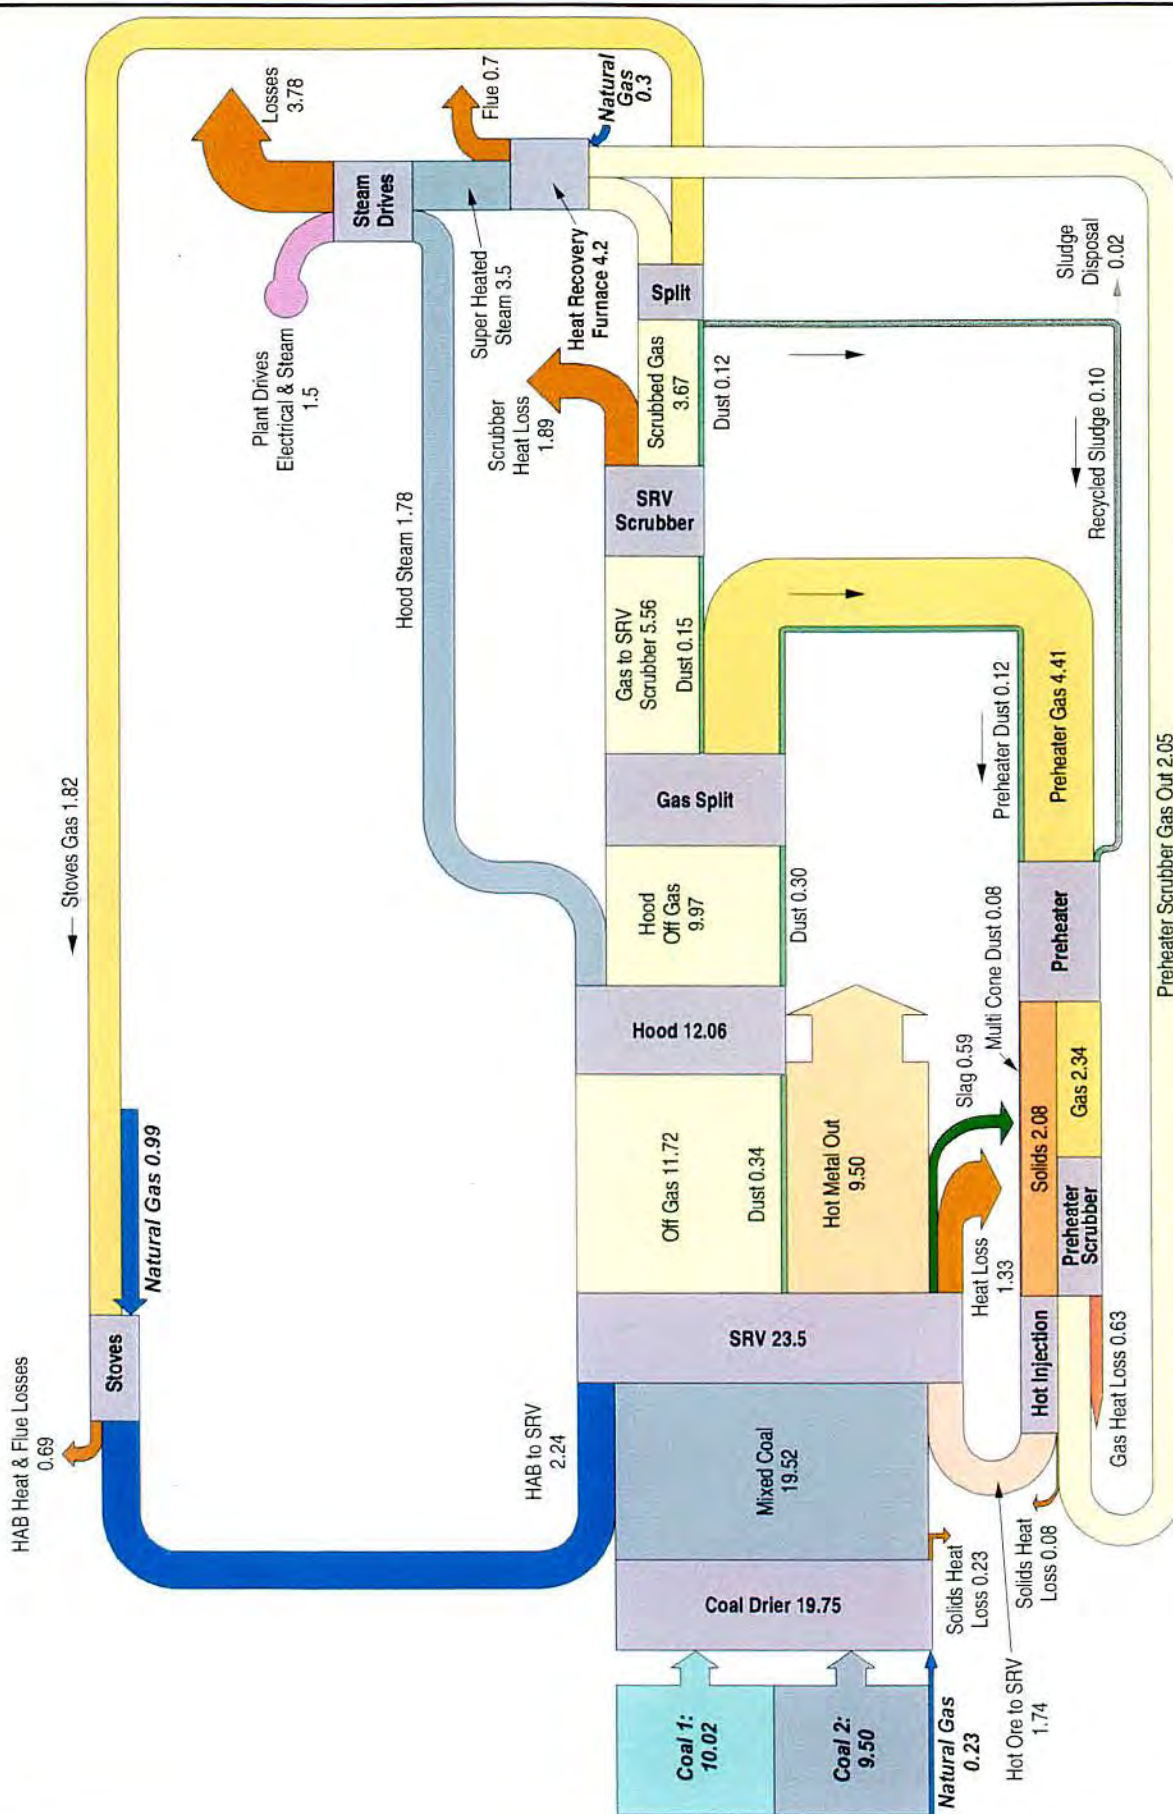 Coal 1:
10.02
Coal 2:
9.50
Natural Gas
0.23
Coal Drier 19.75
Solids Heat
Loss 0.23
Mixed Coal
19.52
HAB to SRV
2.24
HAB Heat & Flue Losses
0.69
Stoves
Natural Gas 0.99
Stoves Gas 1.82
Hot Ore to SRV
1.74
Solids Heat
Loss 0.08
Hot Injection
Gas Heat Loss 0.63
SRV 23.5
Off Gas 11.72
Dust 0.34
Hot Metal Out
9.50
Heat Loss
1.33
Slag 0.59
Multi Cone Dust 0.08
Solids 2.08
Preheater
Scrubber
Gas 2.34
Preheater
Hood 12.06
Hood
Off Gas
9.97
Dust 0.30
Hood Steam 1.78
Gas Split
Gas to SRV
Scrubber 5.56
Dust 0.15
Preheater Dust 0.12
Preheater Gas 4.41
Preheater Scrubber Gas Out 2.05
SRV
Scrubber
Scrubber
Heat Loss
1.89
Scrubbed Gas
3.67
Dust 0.12
Recycled Sludge 0.10
Sludge
Disposal
0.02
Split
Plant Drives
Electrical & Steam
1.5
Super Heated
Steam 3.5
Heat Recovery
Furnace 4.2
Steam
Drives
Losses
3.78
Flue 0.7
Natural
Gas
0.3